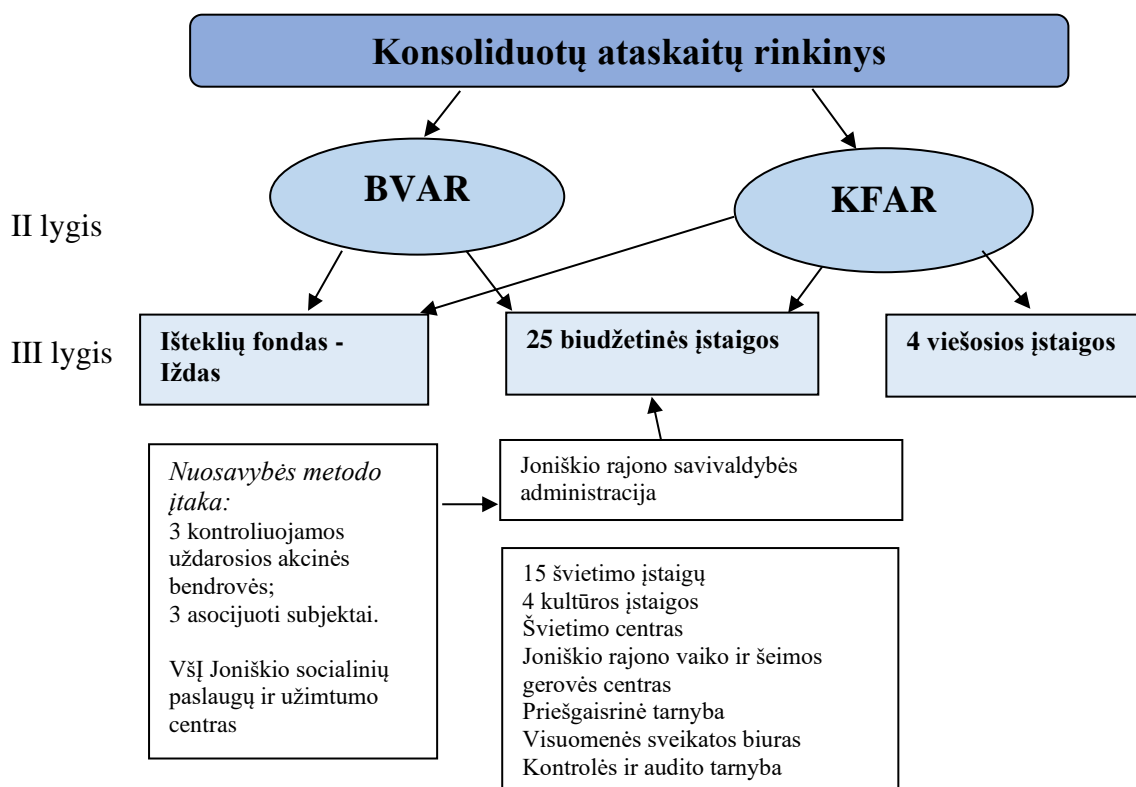 Konsoliduotų ataskaitų rinkinys
BVAR
KFAR
II lygis
III lygis
Išteklių fondas -
Iždas
25 biudžetinės įstaigos
4 viešosios įstaigos
Nuosavybės metodo
įtaka:
3 kontroliuojamos
uždarosios akcinės
bendrovės;
3 asocijuoti subjektai.
VšĮ Joniškio socialinių
paslaugų ir užimtumo
centras
Joniškio rajono savivaldybės
administracija
15 švietimo įstaigų
4 kultūros įstaigos
Švietimo centras
Joniškio rajono vaiko ir šeimos
gerovės centras
Priešgaisrinė tarnyba
Visuomenės sveikatos biuras
Kontrolės ir audito tarnyba